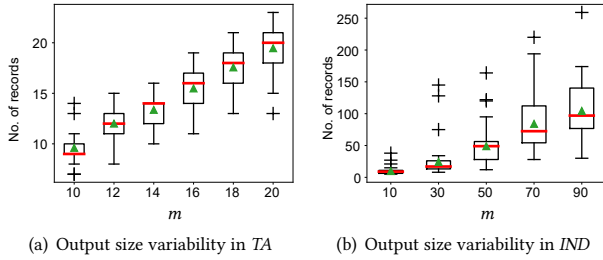 20
15
10
No. of records
10 12 14 16 18 20
m
(a) Output size variability in TA
250
200
150
100
50
0
No. of records
10 30 50 70 90
m
(b) Output size variability in IND